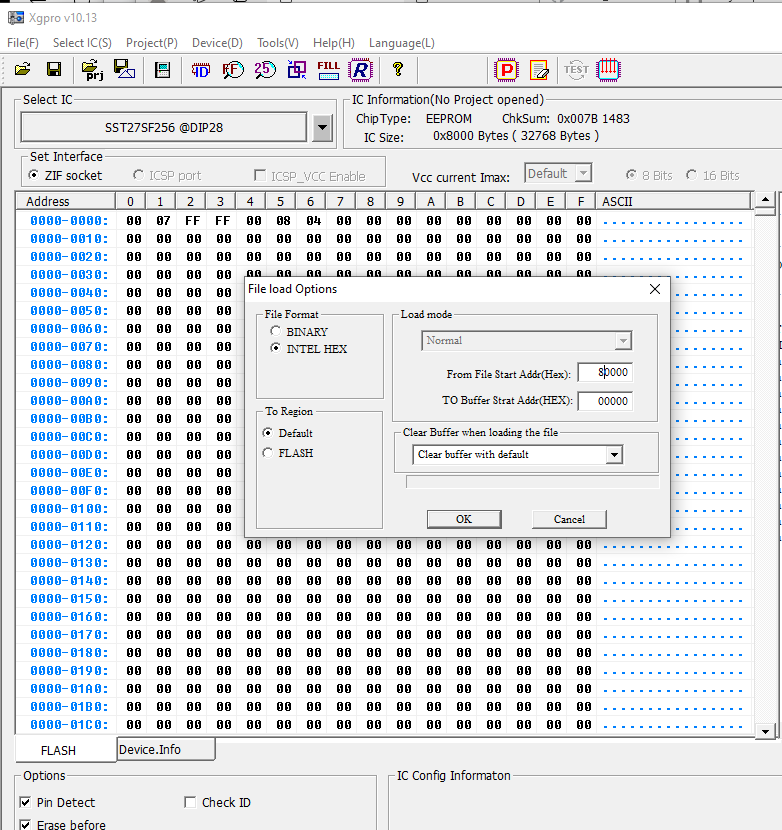 Xgpro v10.13
File(F) Select IC(S) Project(P) Device(D) Tools(V) Help(H) Language(L)
prj ID 25 FILL R ? P TEST
Select IC
SST27SF256 @DIP28
IC Information(No Project opened)
ChipType: EEPROM ChkSum: 0x007B 1483
IC Size: 0x8000 Bytes ( 32768 Bytes )
Set Interface
ZIF socket ICSP port ICSP_VCC Enable
Vcc current Imax: Default 8 Bits 16 Bits
Address 0 1 2 3 4 5 6 7 8 9 A B C D E F ASCII
0000-0000: 00 07 FF FF 00 08 04 00 00 00 00 00 00 00 00 00 ................
0000-0010: 00 00 00 00 00 00 00 00 00 00 00 00 00 00 00 00 ................
0000-0020: 00 00 00 00 00 00 00 00 00 00 00 00 00 00 00 00 ................
0000-0030: 00 00 00 00
0000-0040: 00 00 00 00
0000-0050: 00 00 00 00
0000-0060: 00 00 00 00
0000-0070: 00 00 00 00
0000-0080: 00 00 00 00
0000-0090: 00 00 00 00
0000-00A0: 00 00 00 00
0000-00B0: 00 00 00 00
0000-00C0: 00 00 00 00
0000-00D0: 00 00 00 00
0000-00E0: 00 00 00 00
0000-00F0: 00 00 00 00
0000-0100: 00 00 00 00
0000-0110: 00 00 00 00
0000-0120: 00 00 00 00 00 00 00 00 00 00 00 00 00 00 00 00 ................
0000-0130: 00 00 00 00 00 00 00 00 00 00 00 00 00 00 00 00 ................
0000-0140: 00 00 00 00 00 00 00 00 00 00 00 00 00 00 00 00 ................
0000-0150: 00 00 00 00 00 00 00 00 00 00 00 00 00 00 00 00 ................
0000-0160: 00 00 00 00 00 00 00 00 00 00 00 00 00 00 00 00 ................
0000-0170: 00 00 00 00 00 00 00 00 00 00 00 00 00 00 00 00 ................
0000-0180: 00 00 00 00 00 00 00 00 00 00 00 00 00 00 00 00 ................
0000-0190: 00 00 00 00 00 00 00 00 00 00 00 00 00 00 00 00 ................
0000-01A0: 00 00 00 00 00 00 00 00 00 00 00 00 00 00 00 00 ................
0000-01B0: 00 00 00 00 00 00 00 00 00 00 00 00 00 00 00 00 ................
0000-01C0: 00 00 00 00 00 00 00 00 00 00 00 00 00 00 00 00 ................
File load Options
File Format
BINARY
INTEL HEX
To Region
Default
FLASH
Load mode
Normal
From File Start Addr(Hex): 80000
TO Buffer Strat Addr(HEX): 00000
Clear Buffer when loading the file
Clear buffer with default
OK Cancel
FLASH Device.Info
Options
Pin Detect Check ID
Erase before
IC Config Informaton